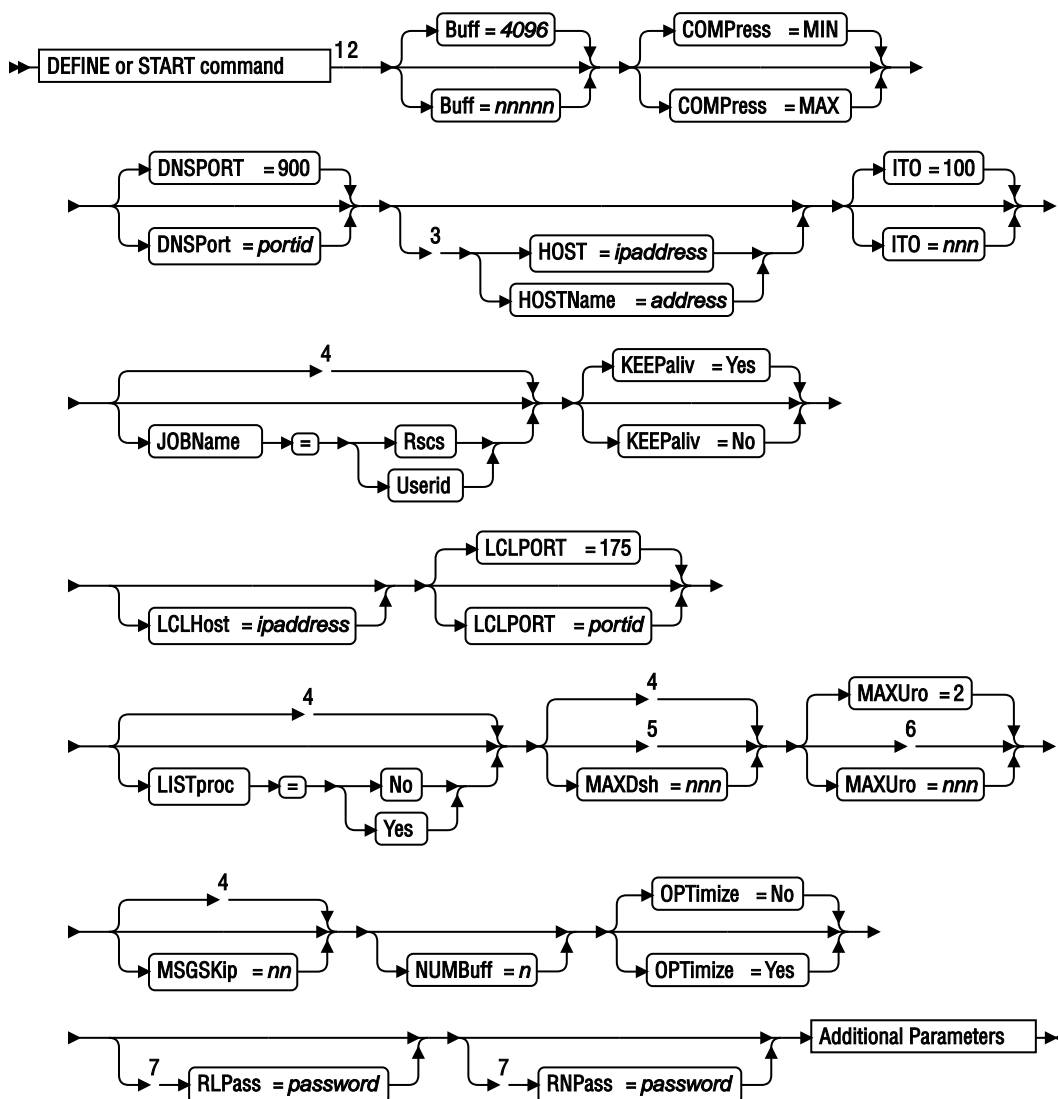 Buff = 4096
COMPress = MIN
DEFINE or START command 1 2
Buff = nnnnn
COMPress = MAX
DNSPORT = 900
ITO = 100
DNSPort = portid
3
HOST = ipaddress
ITO = nnn
HOSTName = address
4
KEEPaliv = Yes
JOBName = Rscs
KEEPaliv = No
Userid
LCLPORT = 175
LCLHost = ipaddress
LCLPORT = portid
4
4
MAXUro = 2
5
6
LISTproc = No
MAXDsh = nnn
MAXUro = nnn
Yes
4
OPTimize = No
MSGSKip = nn
NUMBuff = n
OPTimize = Yes
Additional Parameters
7
RLPass = password
7
RNPass = password